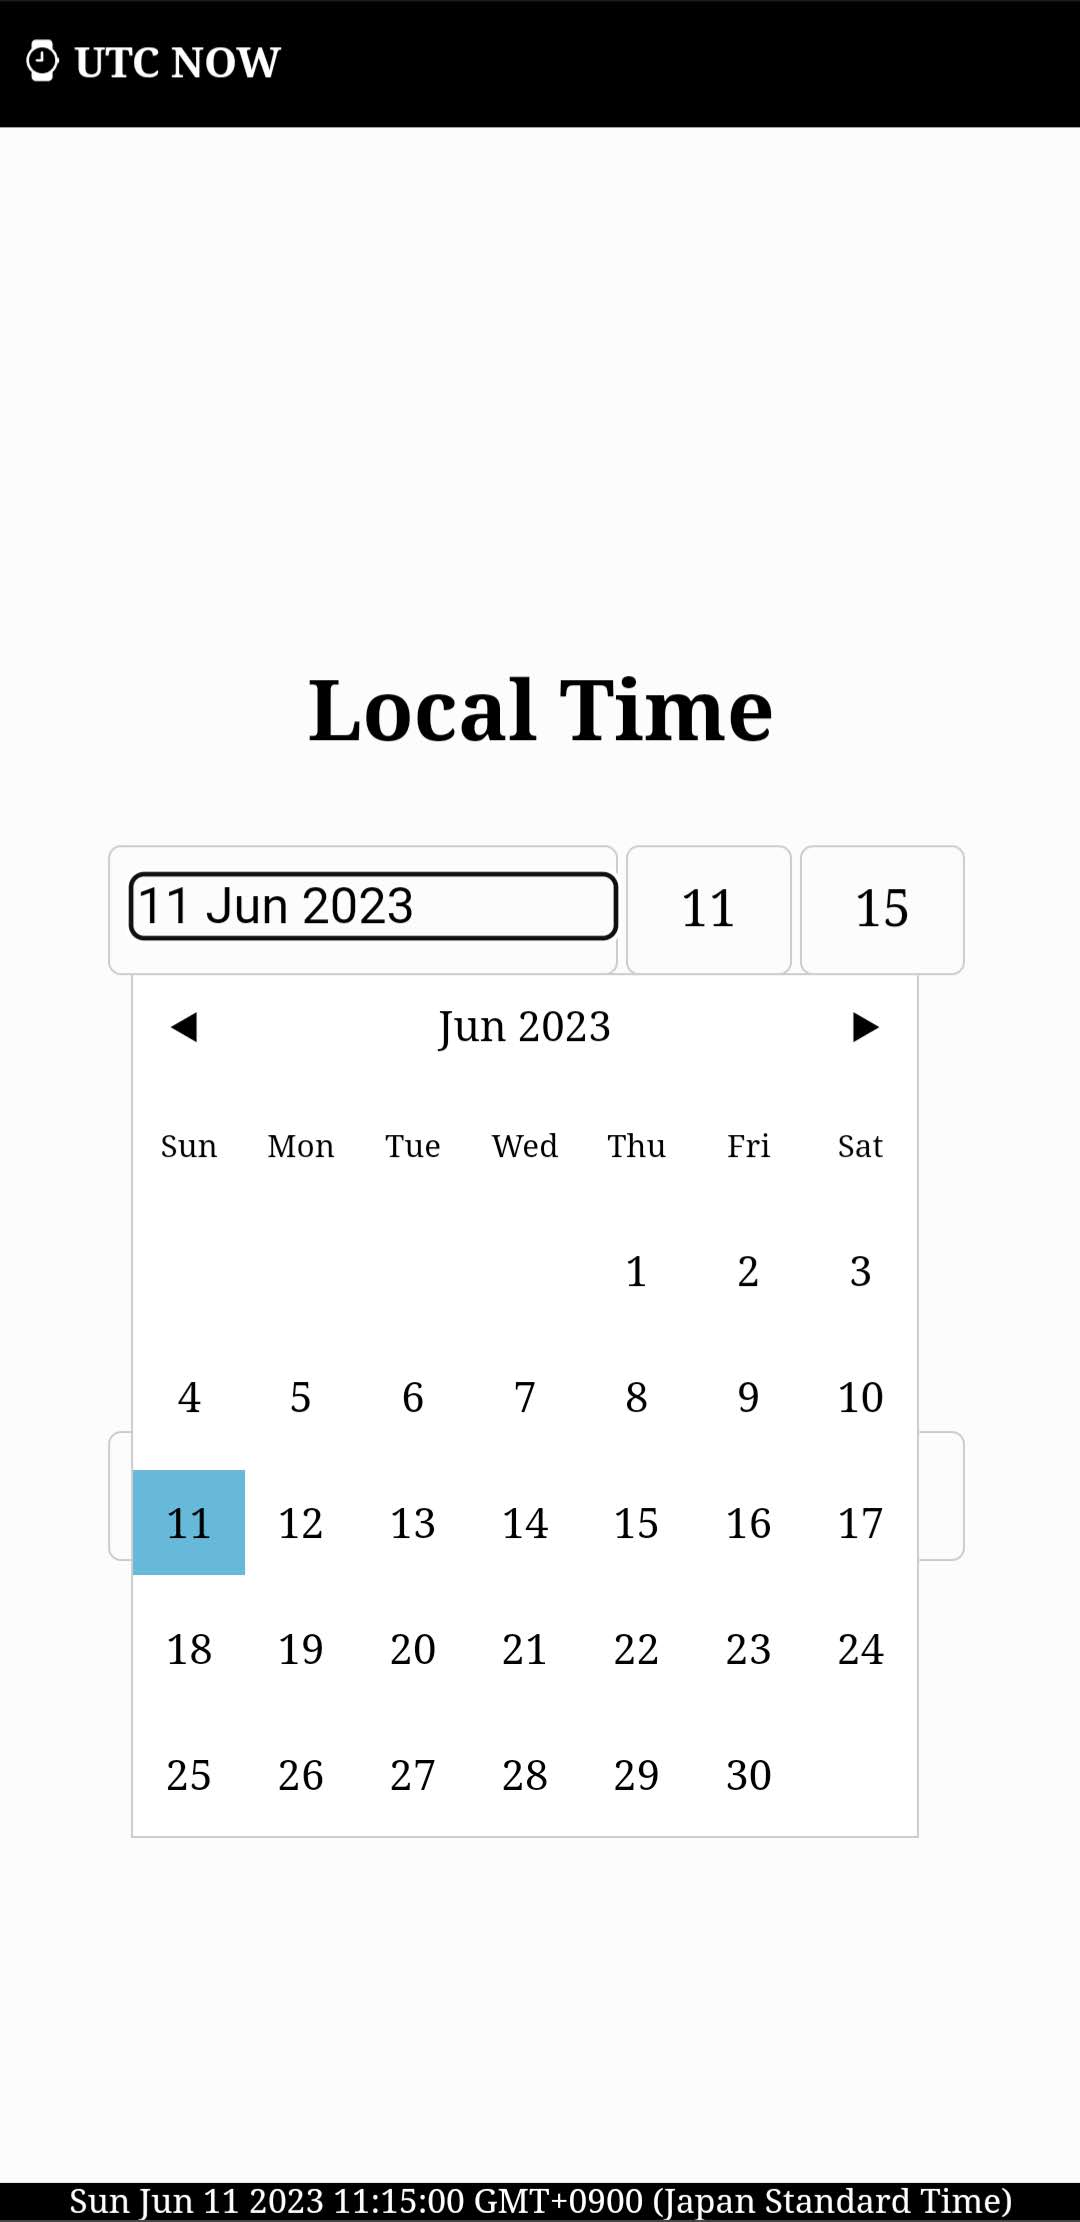 UTC NOW
Local Time
11 Jun 2023 11 15
Jun 2023
Sun Mon Tue Wed Thu Fri Sat
1 2 3
4 5 6 7 8 9 10
11 12 13 14 15 16 17
18 19 20 21 22 23 24
25 26 27 28 29 30
Sun Jun 11 2023 11:15:00 GMT+0900 (Japan Standard Time)